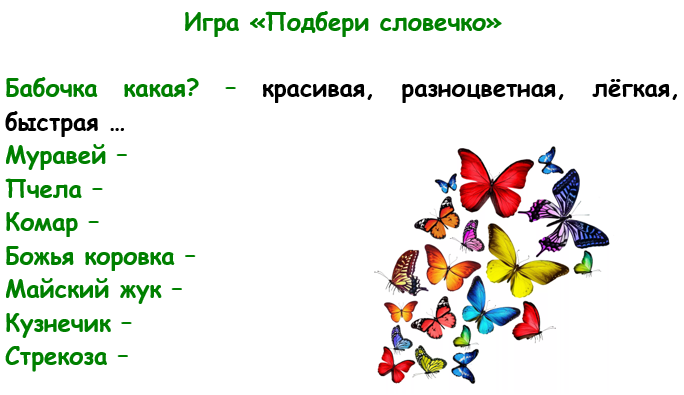 Игра «Подбери словечко»
Бабочка какая? – красивая, разноцветная, лёгкая,
быстрая …
Муравей –
Пчела –
Комар –
Божья коровка –
Майский жук –
Кузнечик –
Стрекоза –